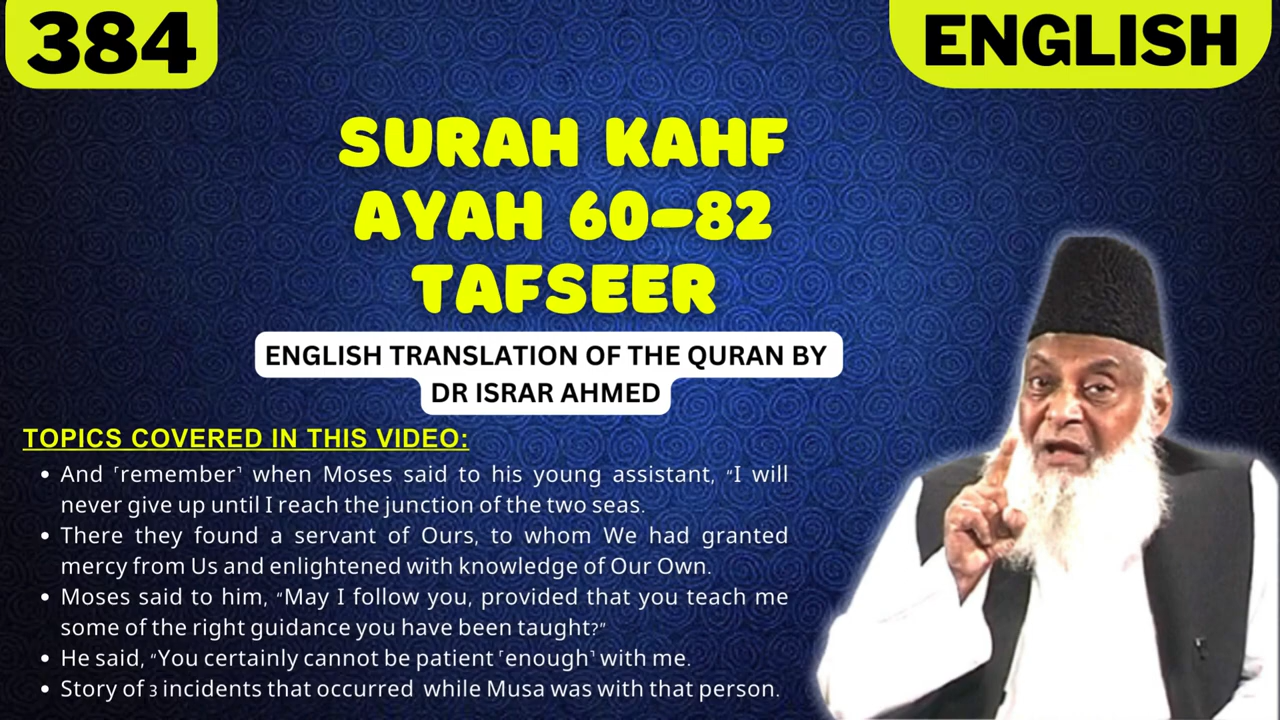 384
ENGLISH
SURAH KAHF
AYAH 60-82
TAFSEER
ENGLISH TRANSLATION OF THE QURAN BY
DR ISRAR AHMED
TOPICS COVERED IN THIS VIDEO:
• And ˹remember˺ when Moses said to his young assistant, “I will
never give up until I reach the junction of the two seas.
• There they found a servant of Ours, to whom We had granted
mercy from Us and enlightened with knowledge of Our Own.
• Moses said to him, “May I follow you, provided that you teach me
some of the right guidance you have been taught?”
• He said, “You certainly cannot be patient ˹enough˺ with me.
• Story of 3 incidents that occurred while Musa was with that person.